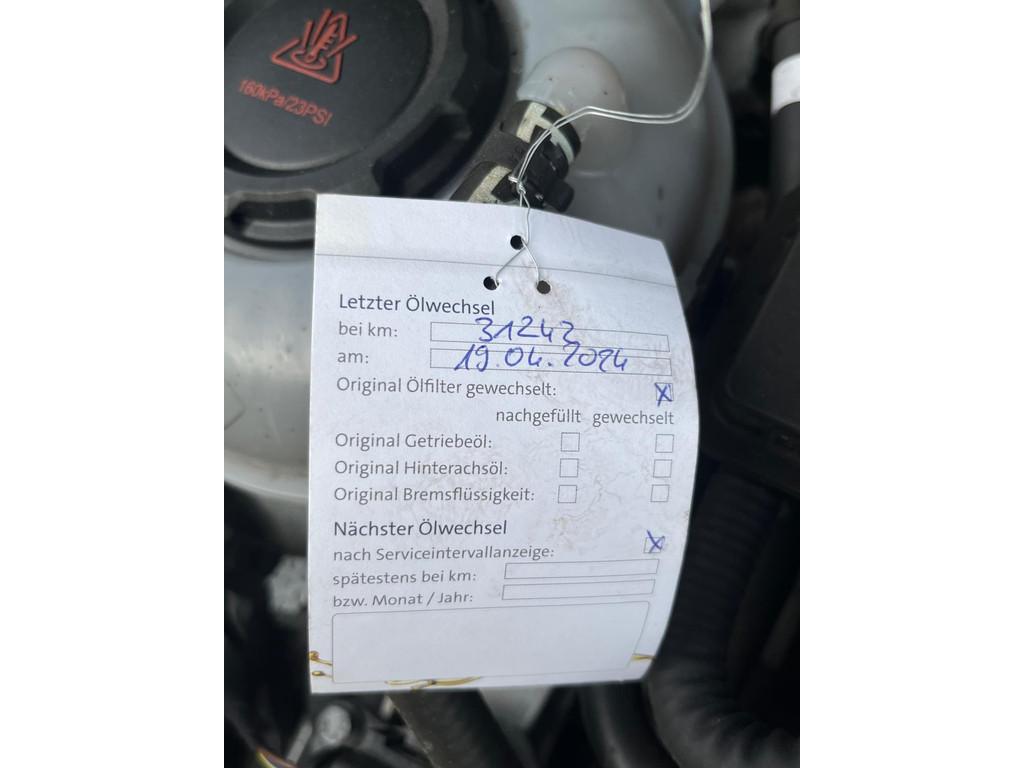 160kPa/23PSI
Letzter Ölwechsel
bei km: 31243
am: 19.04.2024
Original Ölfilter gewechselt: X
nachgefüllt gewechselt
Original Getriebeöl:
Original Hinterachsöl:
Original Bremsflüssigkeit:
Nächster Ölwechsel
nach Serviceintervallanzeige: X
spätestens bei km:
bzw. Monat / Jahr: